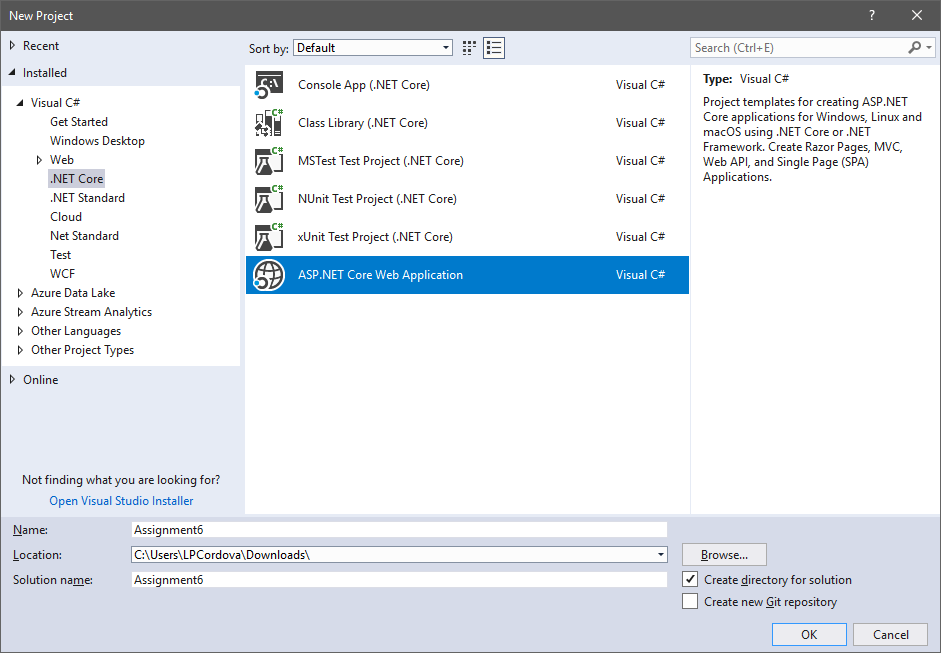 New Project
Recent
Installed
Visual C#
Get Started
Windows Desktop
Web
.NET Core
.NET Standard
Cloud
Net Standard
Test
WCF
Azure Data Lake
Azure Stream Analytics
Other Languages
Other Project Types
Online
Not finding what you are looking for?
Open Visual Studio Installer
Sort by: Default
Console App (.NET Core) Visual C#
Class Library (.NET Core) Visual C#
MSTest Test Project (.NET Core) Visual C#
NUnit Test Project (.NET Core) Visual C#
xUnit Test Project (.NET Core) Visual C#
ASP.NET Core Web Application Visual C#
Search (Ctrl+E)
Type: Visual C#
Project templates for creating ASP.NET
Core applications for Windows, Linux and
macOS using .NET Core or .NET
Framework. Create Razor Pages, MVC,
Web API, and Single Page (SPA)
Applications.
Name: Assignment6
Location: C:\Users\LPCordova\Downloads\
Browse...
Solution name: Assignment6
Create directory for solution
Create new Git repository
OK Cancel